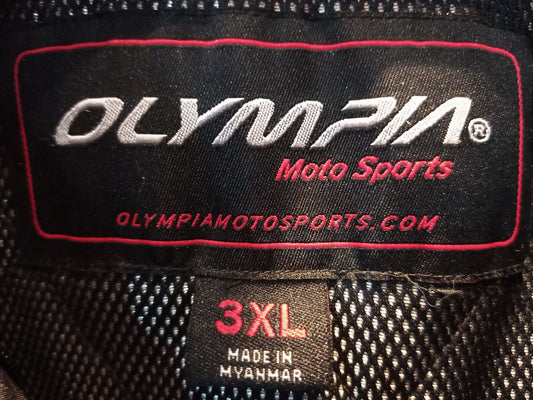 OLYMPIA®
Moto Sports
OLYMPIAMOTOSPORTS.COM
3XL
MADE IN
MYANMAR